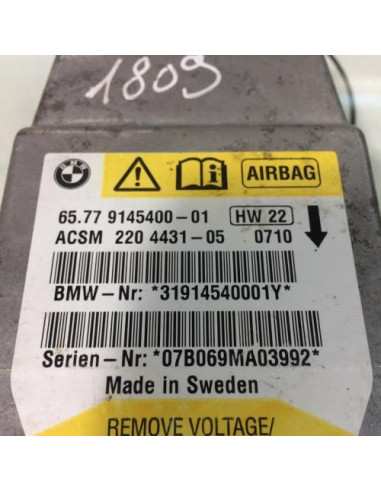 1809
BMW
AIRBAG
65.77 9145400-01 HW 22
ACSM 220 4431-05 0710
BMW-Nr: *31914540001Y*
Serien-Nr: *07B069MA03992*
Made in Sweden
REMOVE VOLTAGE/